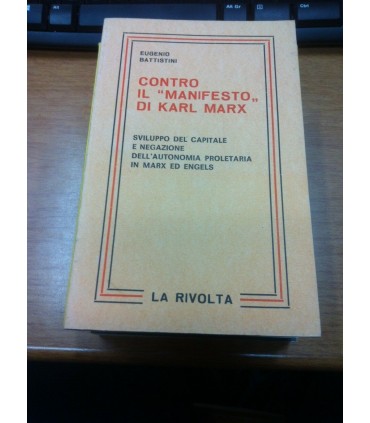 EUGENIO
BATTISTINI
CONTRO
IL "MANIFESTO„
DI KARL MARX
SVILUPPO DEL CAPITALE
E NEGAZIONE
DELL'AUTONOMIA PROLETARIA
IN MARX ED ENGELS
LA RIVOLTA